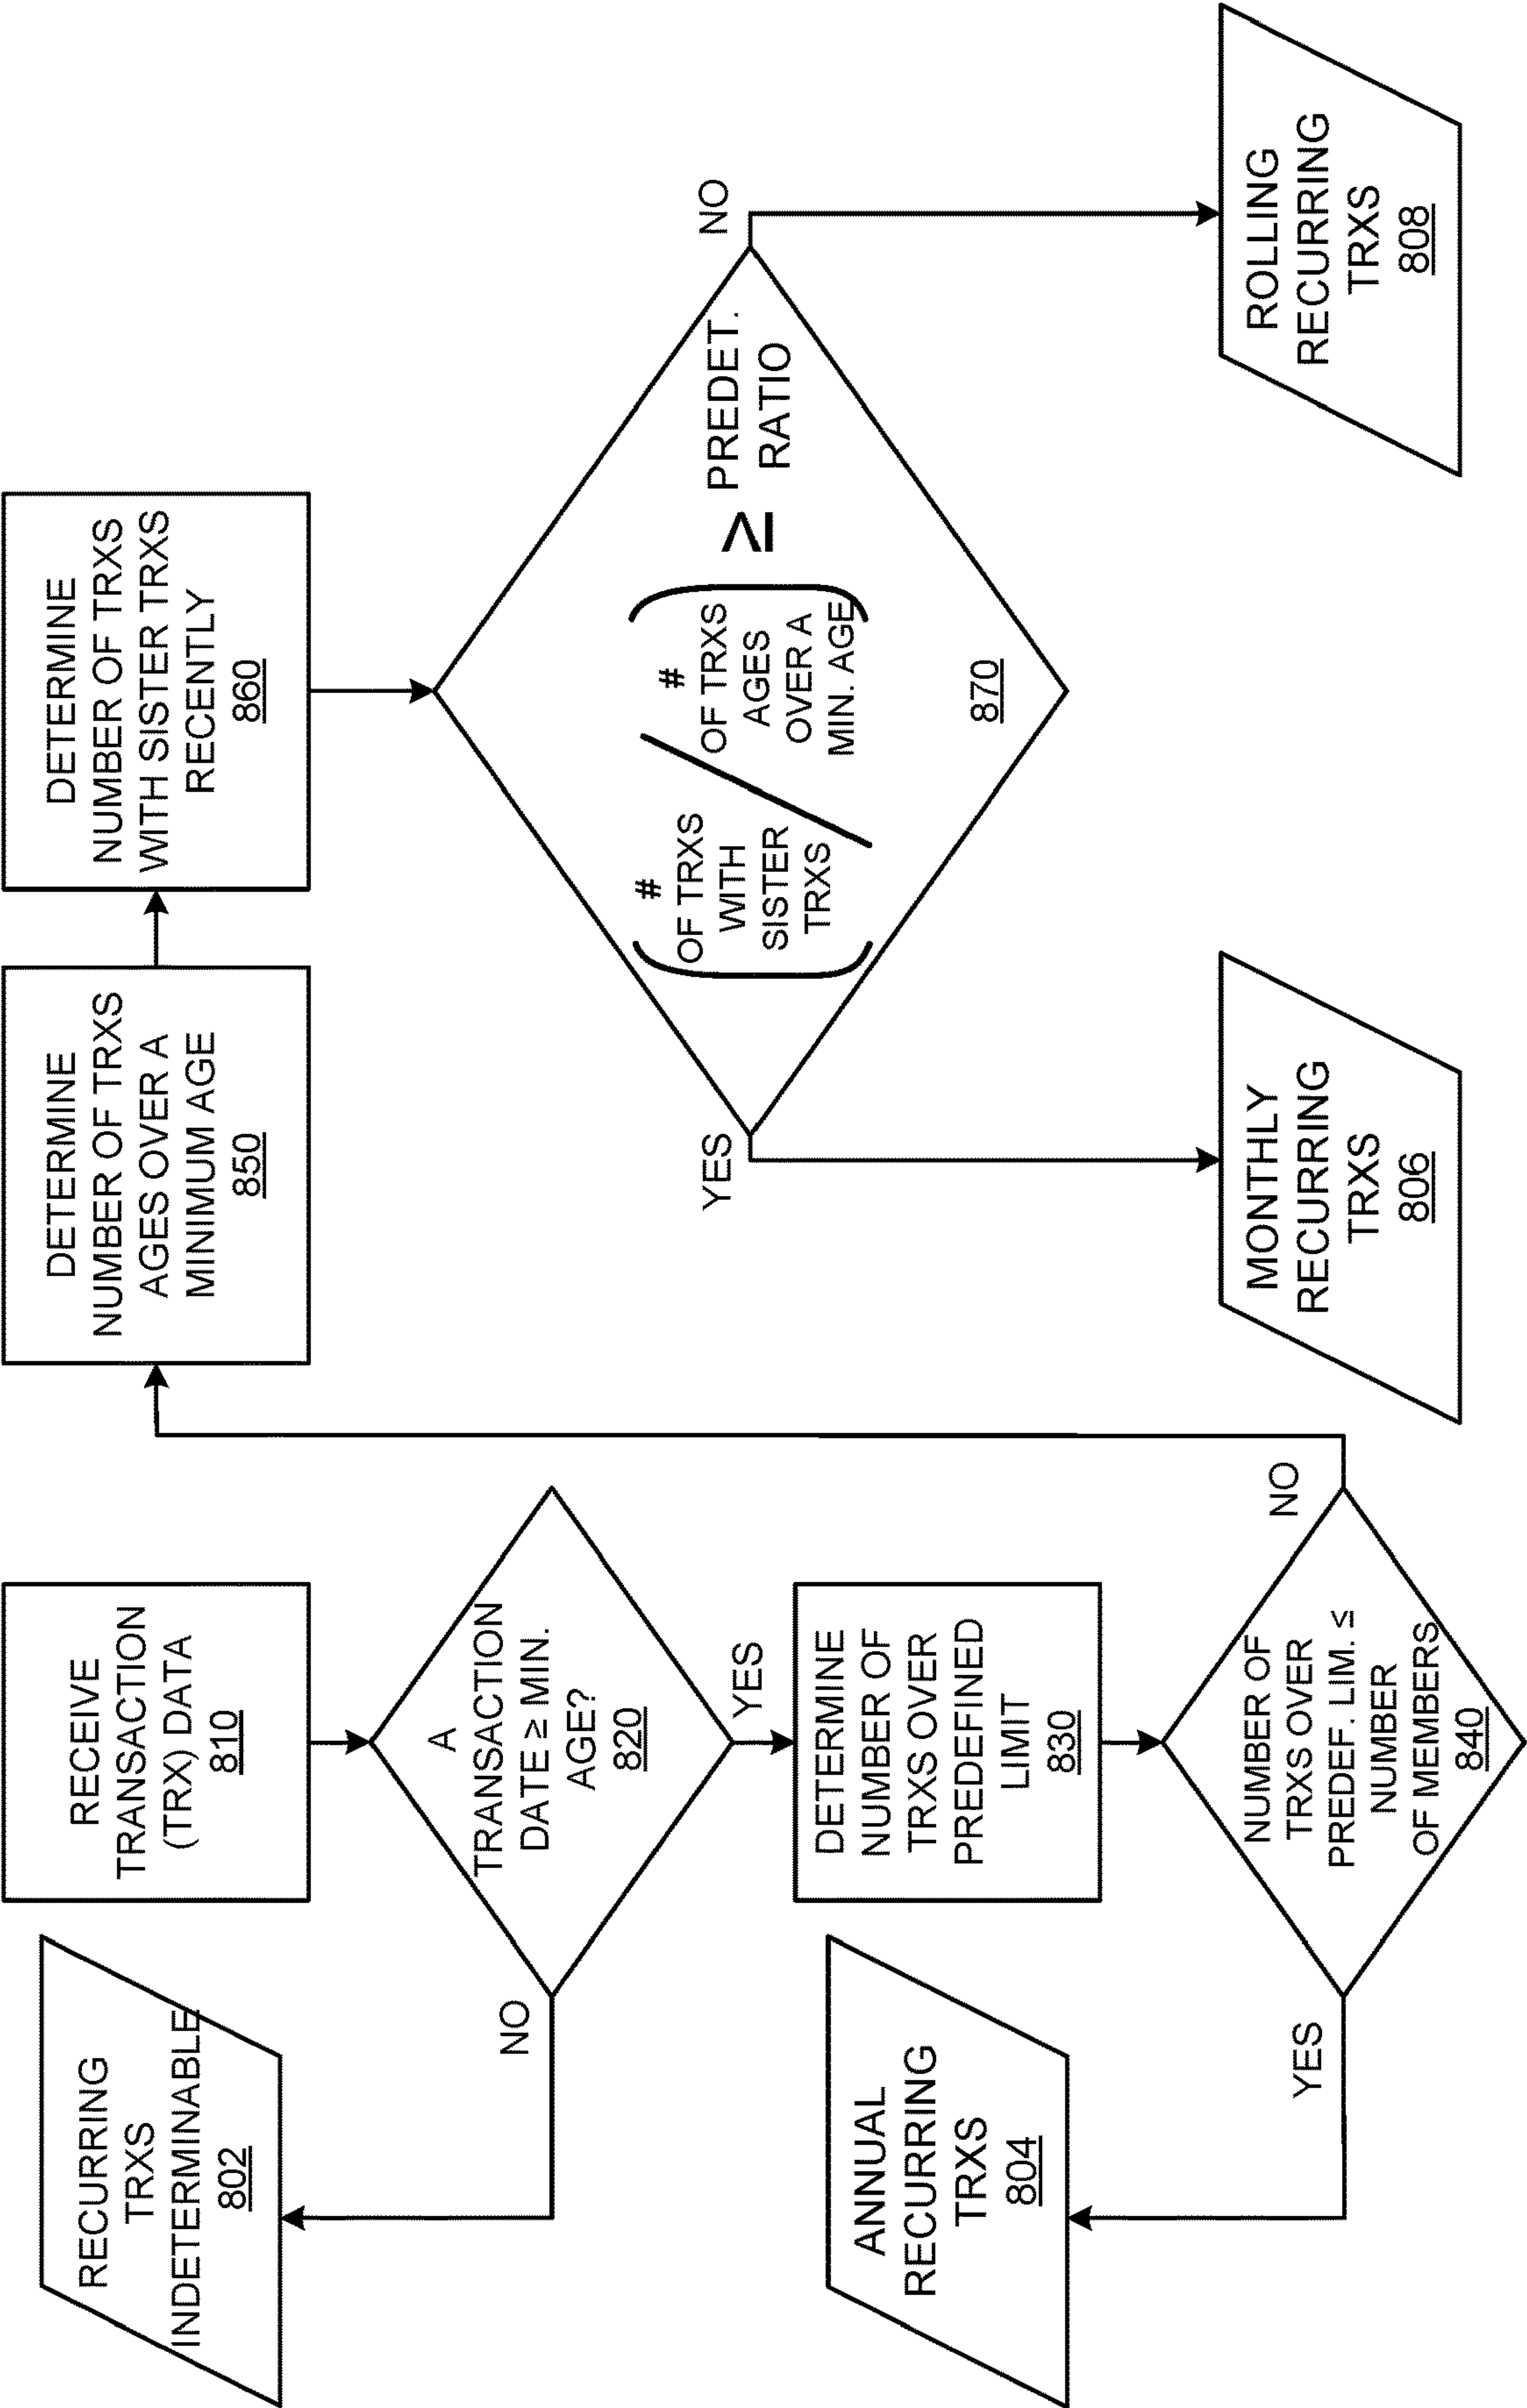 RECURRING
TRXS
INDETERMINABLE
802
RECEIVE
TRANSACTION
(TRX) DATA
810
NO
A
TRANSACTION
DATE ≥ MIN.
AGE?
820
YES
ANNUAL
RECURRING
TRXS
804
DETERMINE
NUMBER OF
TRXS OVER
PREDEFINED
LIMIT
830
YES
NUMBER OF
TRXS OVER
PREDEF. LIM. ≤
NUMBER
OF MEMBERS
840
NO
DETERMINE
NUMBER OF TRXS
AGES OVER A
MINIMUM AGE
850
DETERMINE
NUMBER OF TRXS
WITH SISTER TRXS
RECENTLY
860
YES
(
#
OF TRXS
WITH
SISTER
TRXS
/
#
OF TRXS
AGES
OVER A
MIN. AGE
)
≥
PREDET.
RATIO
870
NO
MONTHLY
RECURRING
TRXS
806
ROLLING
RECURRING
TRXS
808